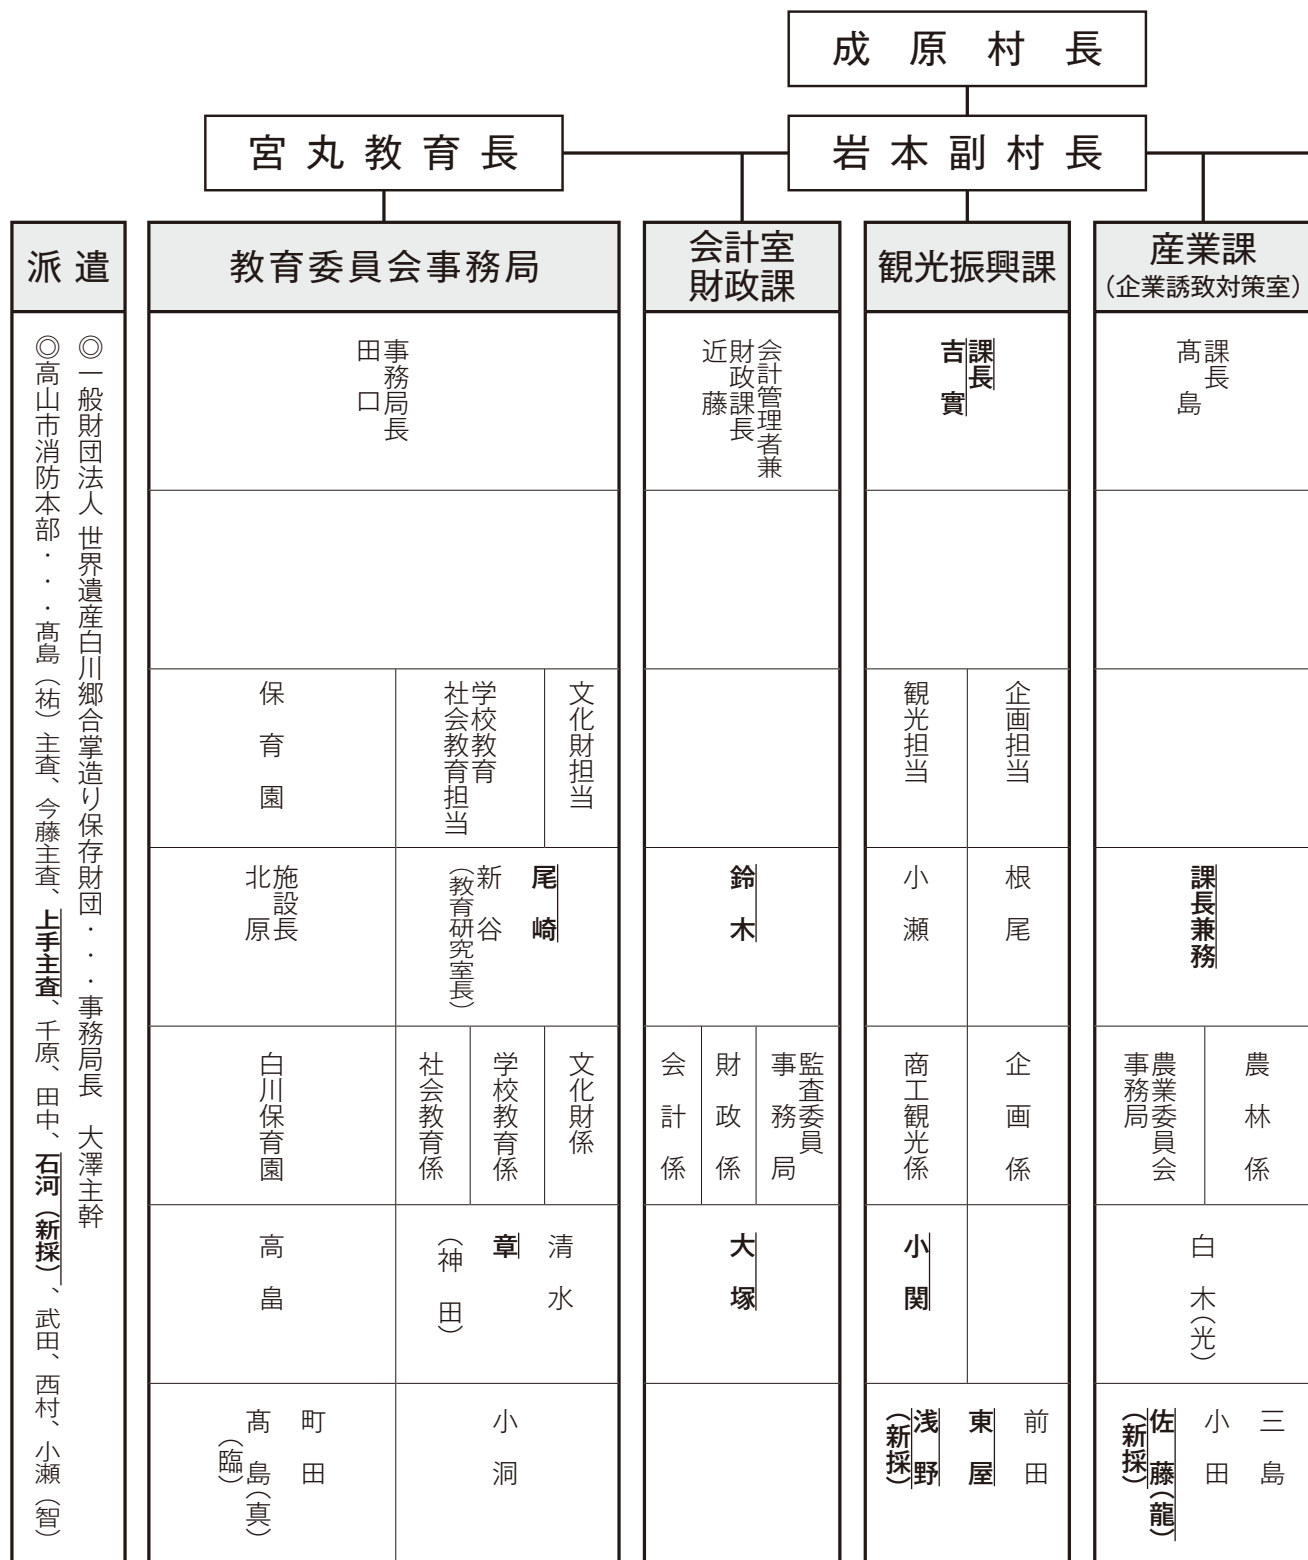 成原村長
宮丸教育長
岩本副村長
産業課
（企業誘致対策室）
課長
髙島
課長兼務
農林係
農業委員会
事務局
白木（光）
三島
小田
佐藤（龍）
（新採）
観光振興課
課長
吉實
企画担当
観光担当
根尾
小瀬
企画係
商工観光係
小関
前田
東屋
浅野
（新採）
会計室
財政課
会計管理者兼
財政課長
近藤
鈴木
監査委員
事務局
財政係
会計係
大塚
教育委員会事務局
事務局長
田口
文化財担当
学校教育
社会教育担当
保育園
尾崎
新谷
（教育研究室長）
施設長
北原
文化財係
学校教育係
社会教育係
白川保育園
清水
章
（神田）
高畠
小洞
町田
髙島（真）
（臨）
派遣
◎一般財団法人 世界遺産白川郷合掌造り保存財団・・・事務局長　大澤主幹
◎高山市消防本部・・・髙島（祐）主査、今藤主査、上手主査、千原、田中、石河（新採）、武田、西村、小瀬（智）